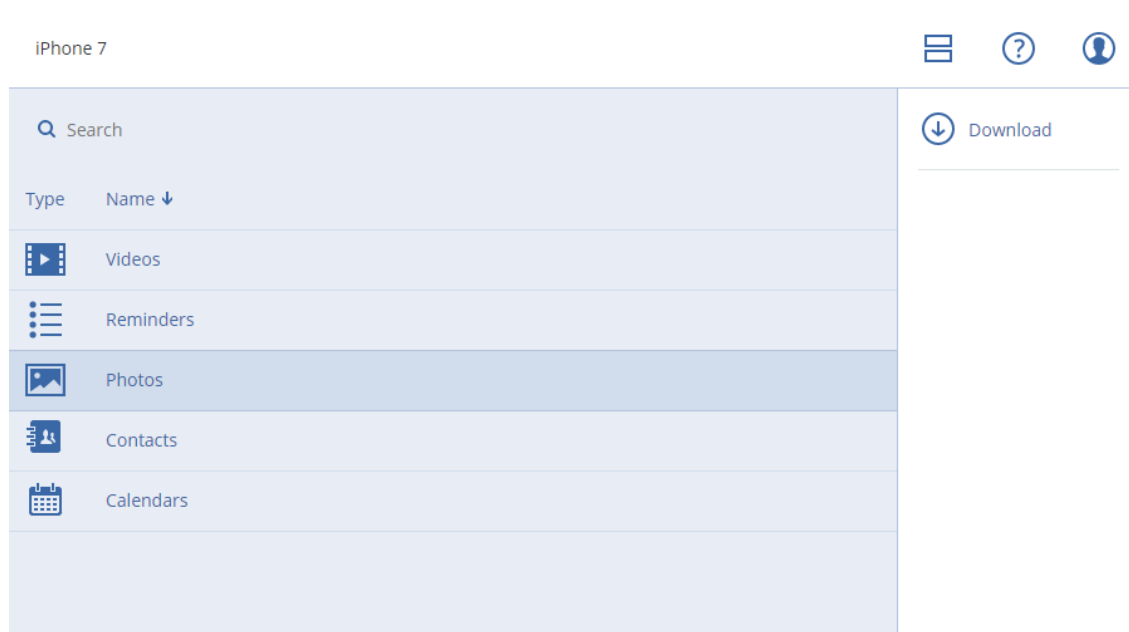 iPhone 7
Search
Download
Type Name
Videos
Reminders
Photos
Contacts
Calendars